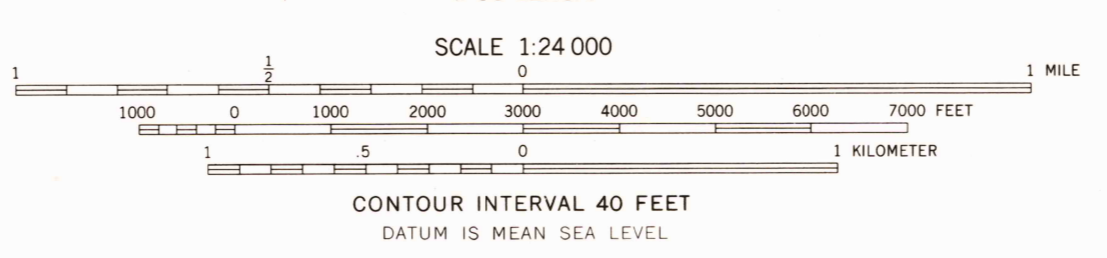 SCALE 1:24 000
1 1/2 0 1 MILE
1000 0 1000 2000 3000 4000 5000 6000 7000 FEET
1 .5 0 1 KILOMETER
CONTOUR INTERVAL 40 FEET
DATUM IS MEAN SEA LEVEL